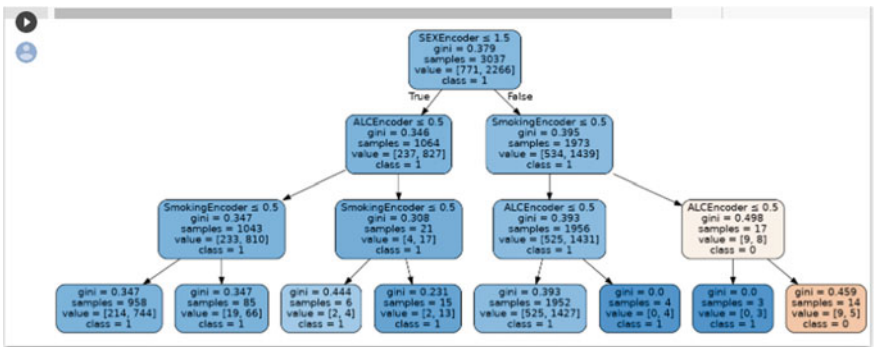 SEXEncoder ≤ 1.5
gini = 0.379
samples = 3037
value = [771, 2266]
class = 1
True
False
ALCEncoder ≤ 0.5
gini = 0.346
samples = 1064
value = [237, 827]
class = 1
SmokingEncoder ≤ 0.5
gini = 0.395
samples = 1973
value = [534, 1439]
class = 1
SmokingEncoder ≤ 0.5
gini = 0.347
samples = 1043
value = [233, 810]
class = 1
SmokingEncoder ≤ 0.5
gini = 0.308
samples = 21
value = [4, 17]
class = 1
ALCEncoder ≤ 0.5
gini = 0.393
samples = 1956
value = [525, 1431]
class = 1
ALCEncoder ≤ 0.5
gini = 0.498
samples = 17
value = [9, 8]
class = 0
gini = 0.347
samples = 958
value = [214, 744]
class = 1
gini = 0.347
samples = 85
value = [19, 66]
class = 1
gini = 0.444
samples = 6
value = [2, 4]
class = 1
gini = 0.231
samples = 15
value = [2, 13]
class = 1
gini = 0.393
samples = 1952
value = [525, 1427]
class = 1
gini = 0.0
samples = 4
value = [0, 4]
class = 1
gini = 0.0
samples = 3
value = [0, 3]
class = 1
gini = 0.459
samples = 14
value = [9, 5]
class = 0